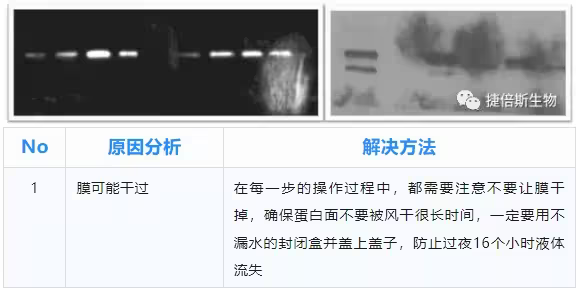 捷倍斯生物
No 原因分析 解决方法
1 膜可能干过 在每一步的操作过程中，都需要注意不要让膜干
掉，确保蛋白面不要被风干很长时间，一定要用不
漏水的封闭盒并盖上盖子，防止过夜16个小时液体
流失